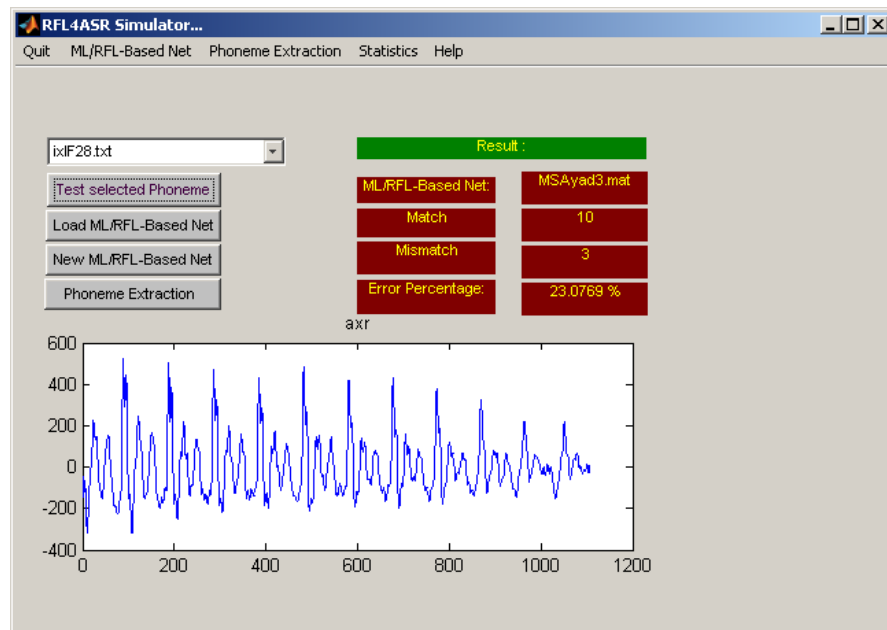 RFL4ASR Simulator...
Quit ML/RFL-Based Net Phoneme Extraction Statistics Help
ixIF28.txt
Result :
Test selected Phoneme
ML/RFL-Based Net: MSAyad3.mat
Load ML/RFL-Based Net
Match 10
New ML/RFL-Based Net
Mismatch 3
Phoneme Extraction
Error Percentage: 23.0769 %
axr
600
400
200
0
-200
-400
0 200 400 600 800 1000 1200